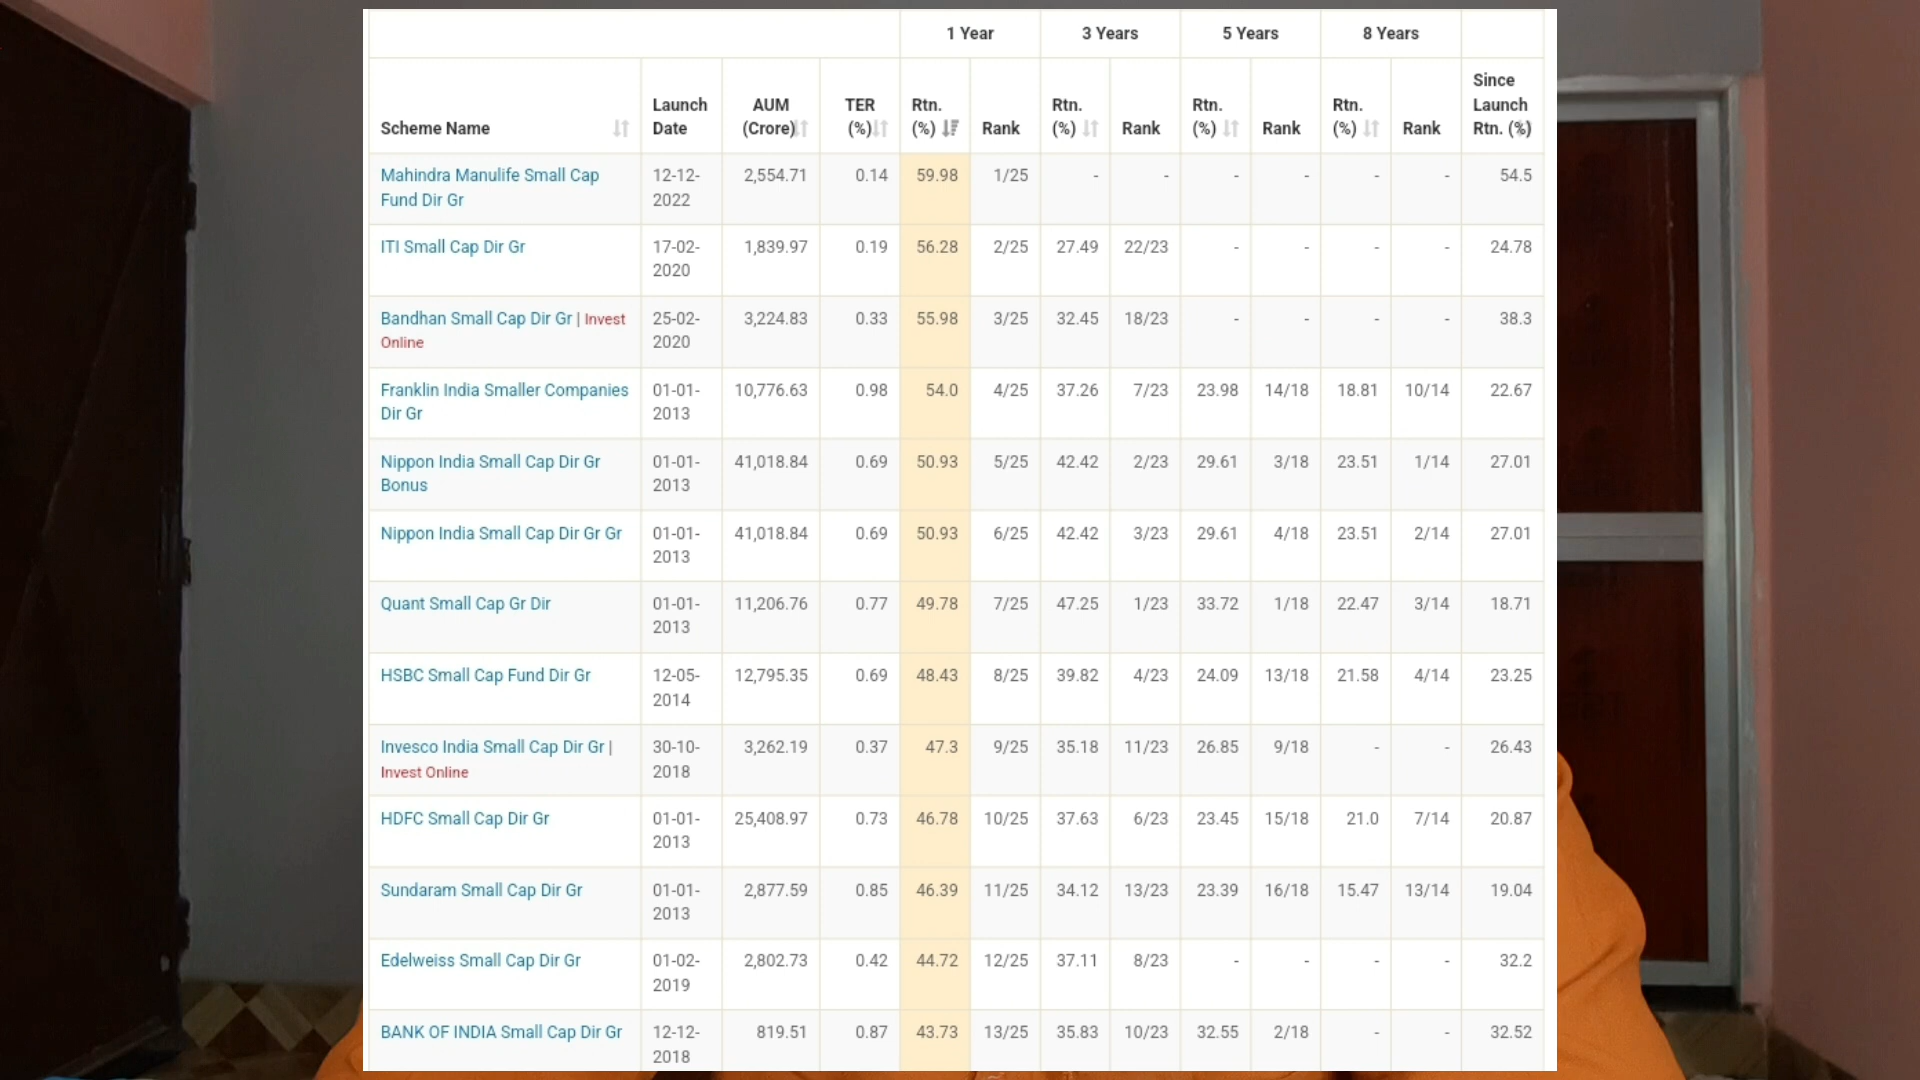 1 Year 3 Years 5 Years 8 Years
Scheme Name Launch Date AUM (Crore) TER (%) Rtn. (%) Rank Rtn. (%) Rank Rtn. (%) Rank Rtn. (%) Rank Since Launch Rtn. (%)
Mahindra Manulife Small Cap Fund Dir Gr 12-12-2022 2,554.71 0.14 59.98 1/25 - - - - - - 54.5
ITI Small Cap Dir Gr 17-02-2020 1,839.97 0.19 56.28 2/25 27.49 22/23 - - - - 24.78
Bandhan Small Cap Dir Gr | Invest Online 25-02-2020 3,224.83 0.33 55.98 3/25 32.45 18/23 - - - - 38.3
Franklin India Smaller Companies Dir Gr 01-01-2013 10,776.63 0.98 54.0 4/25 37.26 7/23 23.98 14/18 18.81 10/14 22.67
Nippon India Small Cap Dir Gr Bonus 01-01-2013 41,018.84 0.69 50.93 5/25 42.42 2/23 29.61 3/18 23.51 1/14 27.01
Nippon India Small Cap Dir Gr Gr 01-01-2013 41,018.84 0.69 50.93 6/25 42.42 3/23 29.61 4/18 23.51 2/14 27.01
Quant Small Cap Gr Dir 01-01-2013 11,206.76 0.77 49.78 7/25 47.25 1/23 33.72 1/18 22.47 3/14 18.71
HSBC Small Cap Fund Dir Gr 12-05-2014 12,795.35 0.69 48.43 8/25 39.82 4/23 24.09 13/18 21.58 4/14 23.25
Invesco India Small Cap Dir Gr | Invest Online 30-10-2018 3,262.19 0.37 47.3 9/25 35.18 11/23 26.85 9/18 - - 26.43
HDFC Small Cap Dir Gr 01-01-2013 25,408.97 0.73 46.78 10/25 37.63 6/23 23.45 15/18 21.0 7/14 20.87
Sundaram Small Cap Dir Gr 01-01-2013 2,877.59 0.85 46.39 11/25 34.12 13/23 23.39 16/18 15.47 13/14 19.04
Edelweiss Small Cap Dir Gr 01-02-2019 2,802.73 0.42 44.72 12/25 37.11 8/23 - - - - 32.2
BANK OF INDIA Small Cap Dir Gr 12-12-2018 819.51 0.87 43.73 13/25 35.83 10/23 32.55 2/18 - - 32.52